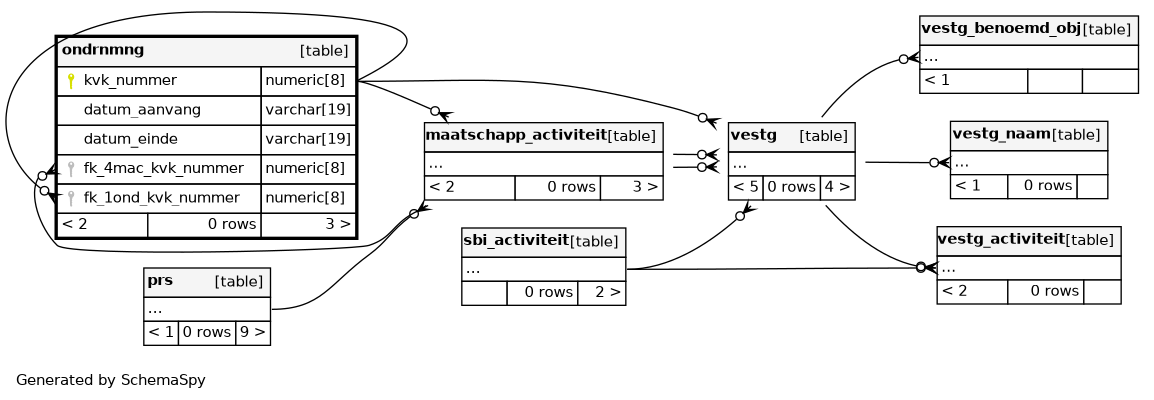 ondrnmng [table]
kvk_nummer numeric[8]
datum_aanvang varchar[19]
datum_einde varchar[19]
fk_4mac_kvk_nummer numeric[8]
fk_1ond_kvk_nummer numeric[8]
< 2 0 rows 3 >
prs [table]
...
< 1 0 rows 9 >
maatschapp_activiteit[table]
...
< 2 0 rows 3 >
sbi_activiteit[table]
...
0 rows 2 >
vestg [table]
...
< 5 0 rows 4 >
vestg_benoemd_obj[table]
...
< 1
vestg_naam[table]
...
< 1 0 rows
vestg_activiteit[table]
...
< 2 0 rows
Generated by SchemaSpy